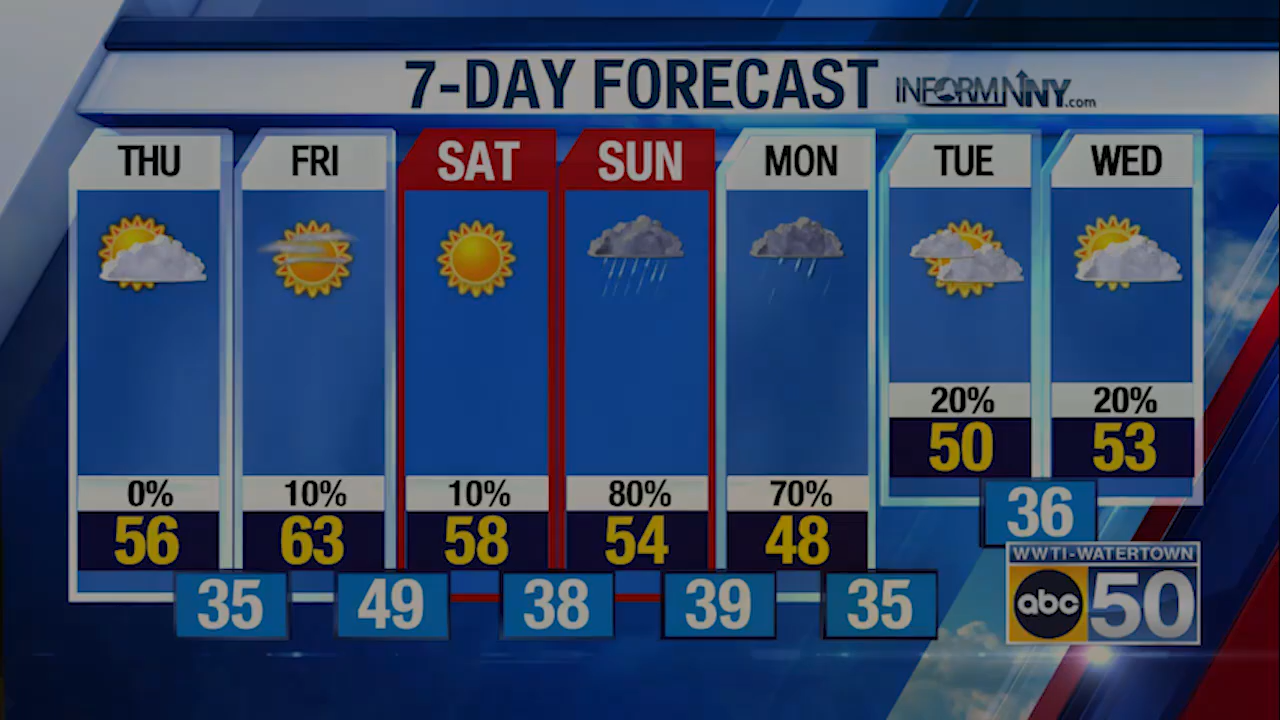 7-DAY FORECAST INFORMNNY.com
THU FRI SAT SUN MON TUE WED
20% 20%
50 53
0% 10% 10% 80% 70%
56 63 58 54 48
36
WWTI-WATERTOWN
abc 50
35 49 38 39 35